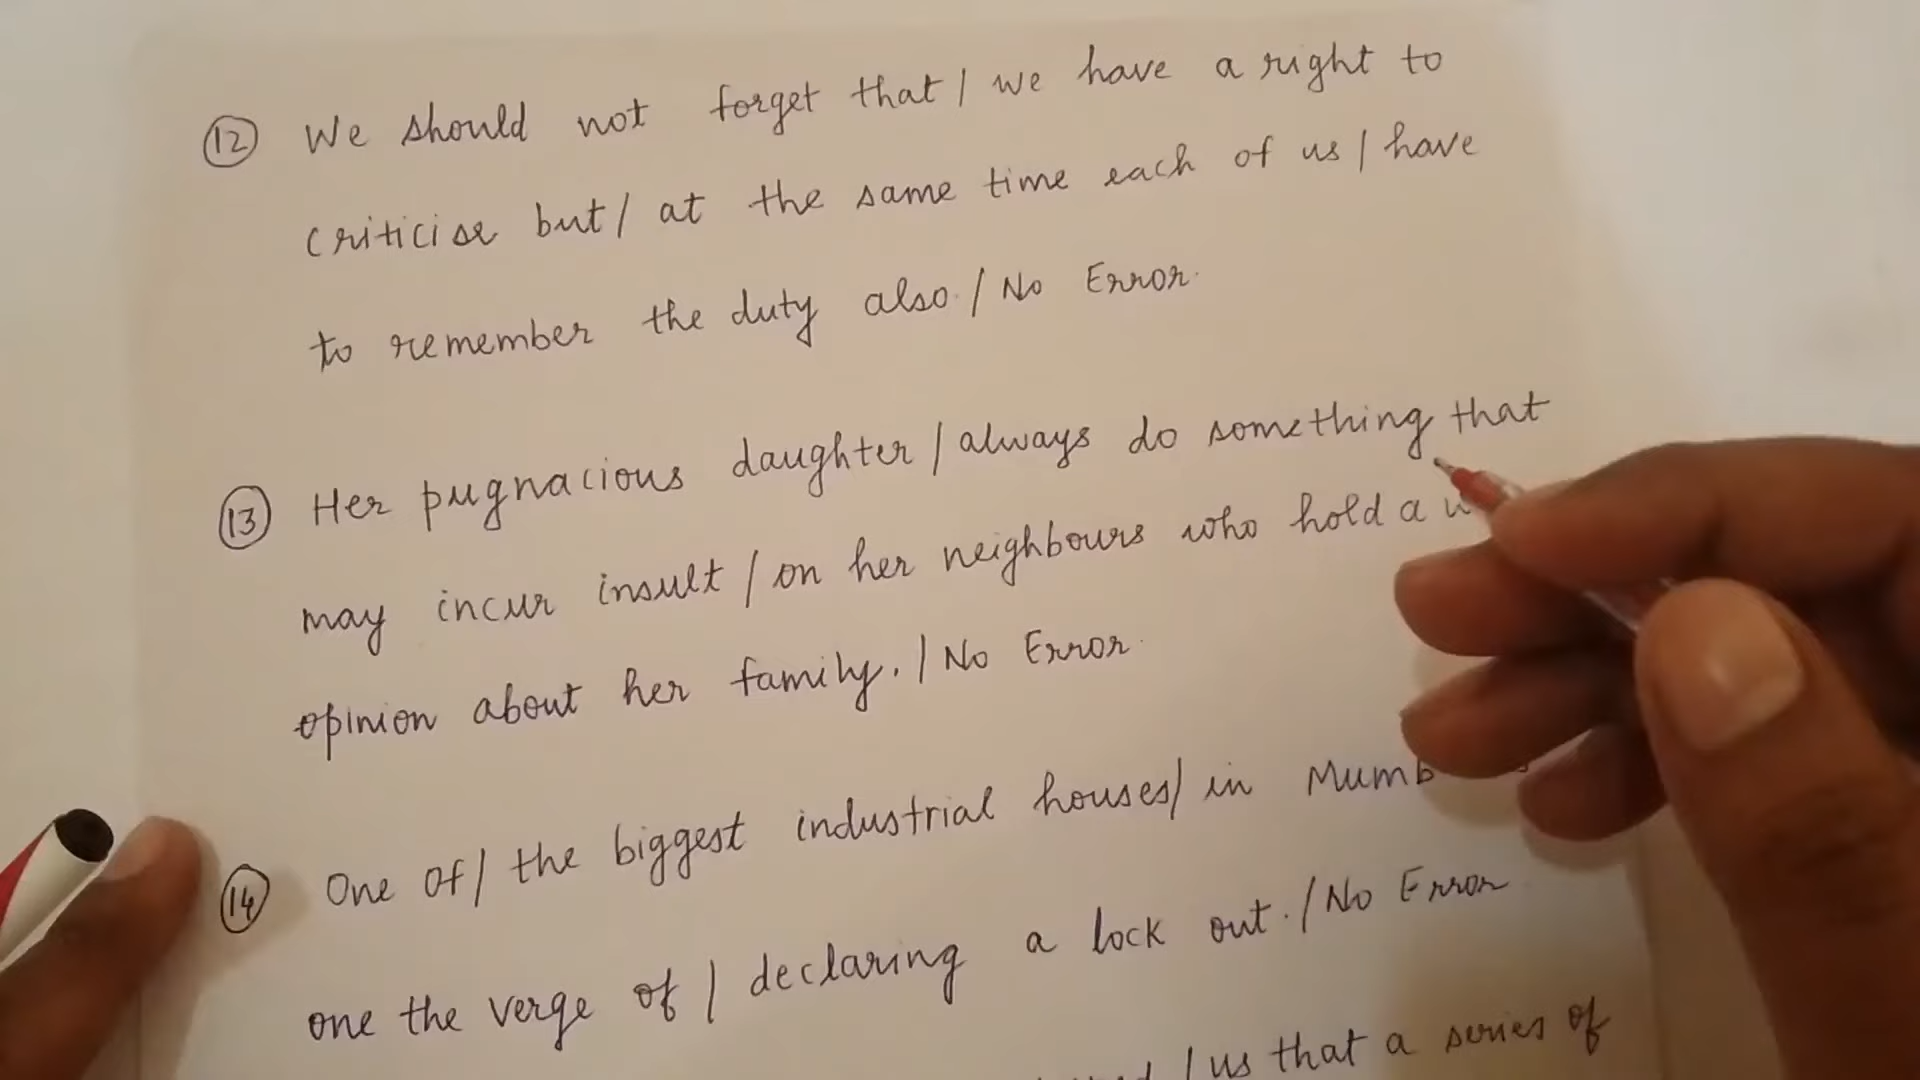 12 We should not forget that / we have a right to
criticise but / at the same time each of us / have
to remember the duty also. / No Error.
13 Her pugnacious daughter / always do something that
may incur insult / on her neighbours who hold a
opinion about her family. / No Error.
14 One of / the biggest industrial houses / in
one the verge of / declaring a lock out. / No Error
/ us that a series of